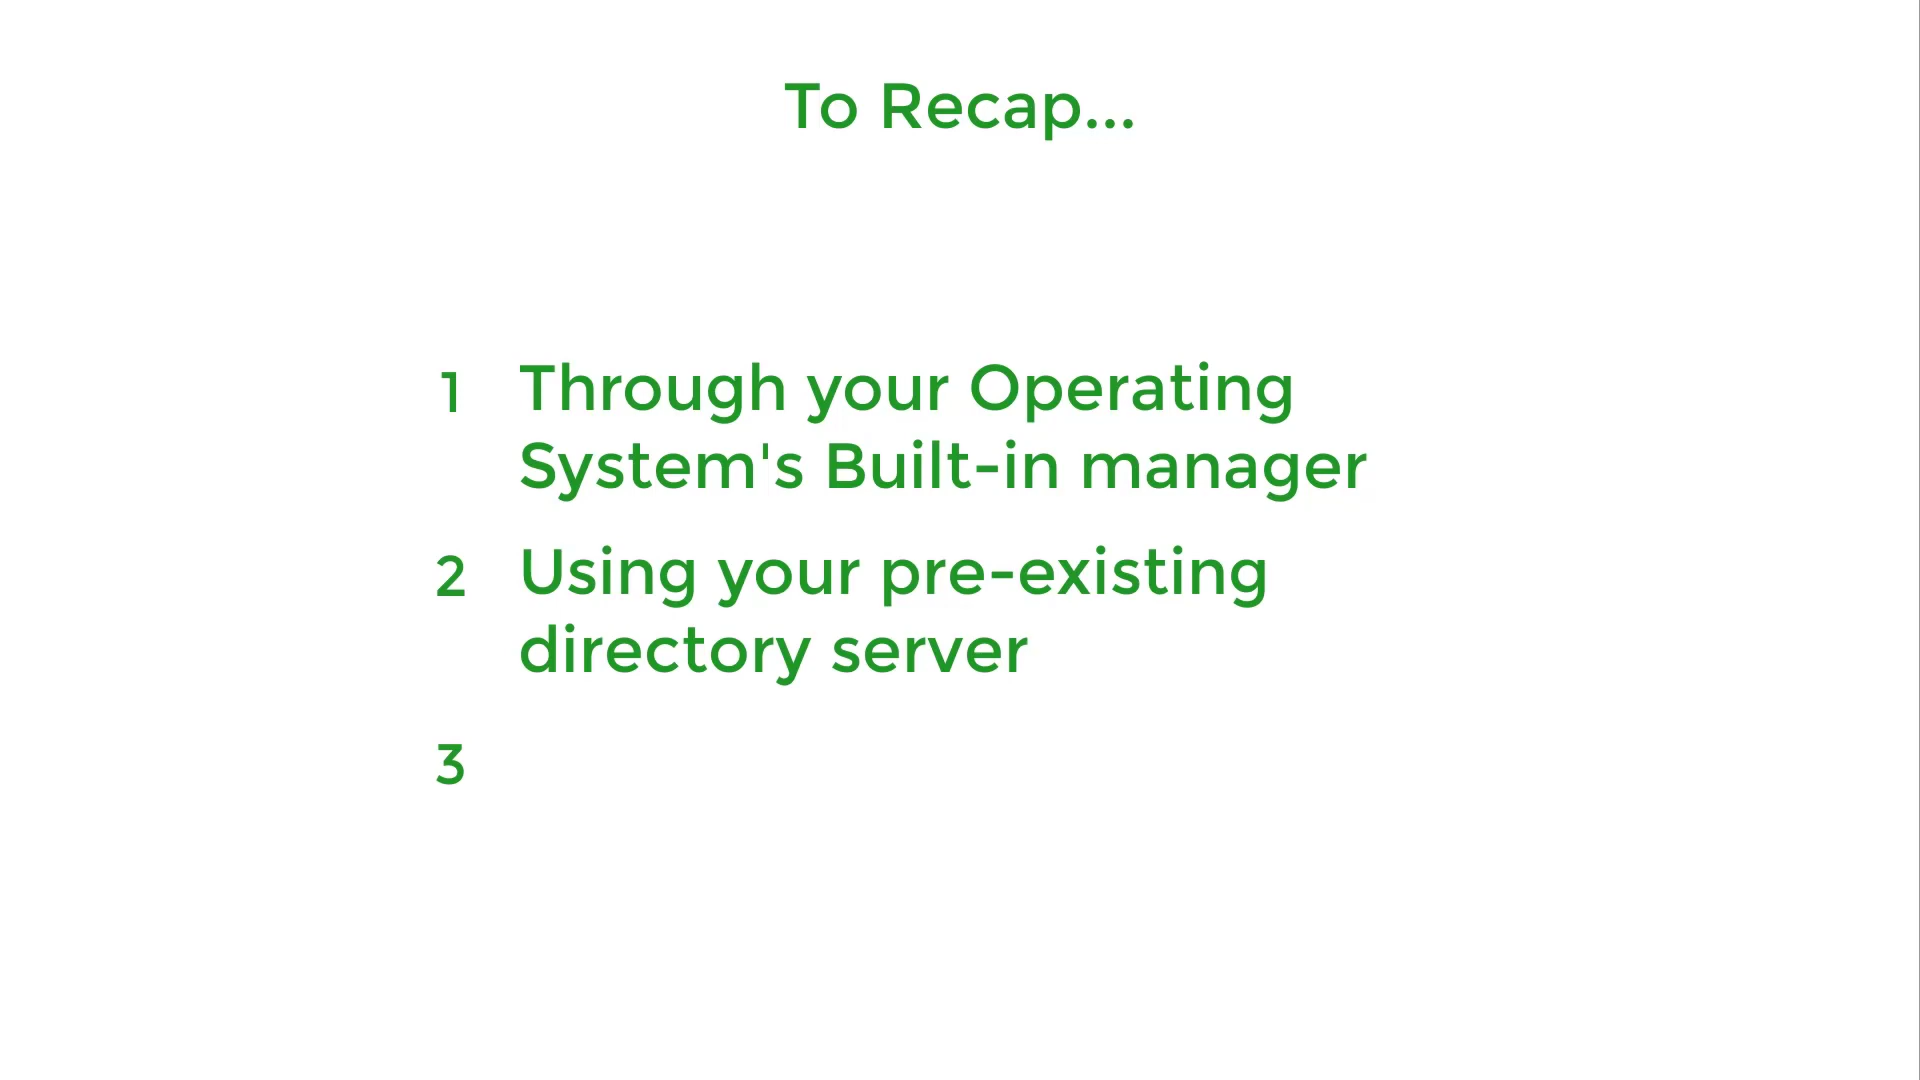 To Recap...
1 Through your Operating
System's Built-in manager
2 Using your pre-existing
directory server
3